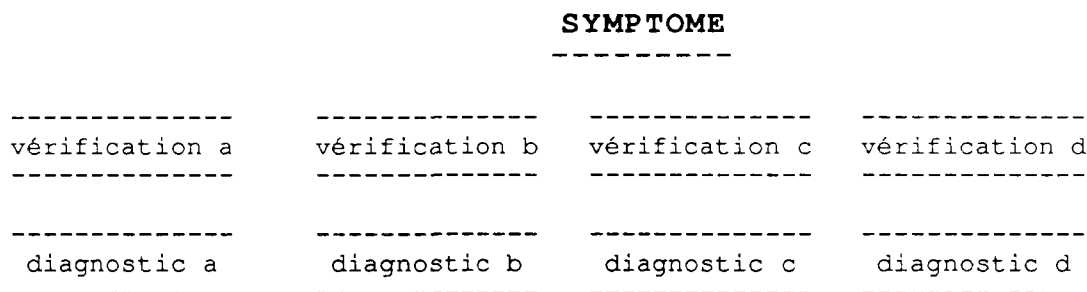 SYMPTOME
---------
-------------- -------------- -------------- --------------
vérification a vérification b vérification c vérification d
-------------- -------------- -------------- --------------
-------------- -------------- -------------- --------------
diagnostic a diagnostic b diagnostic c diagnostic d